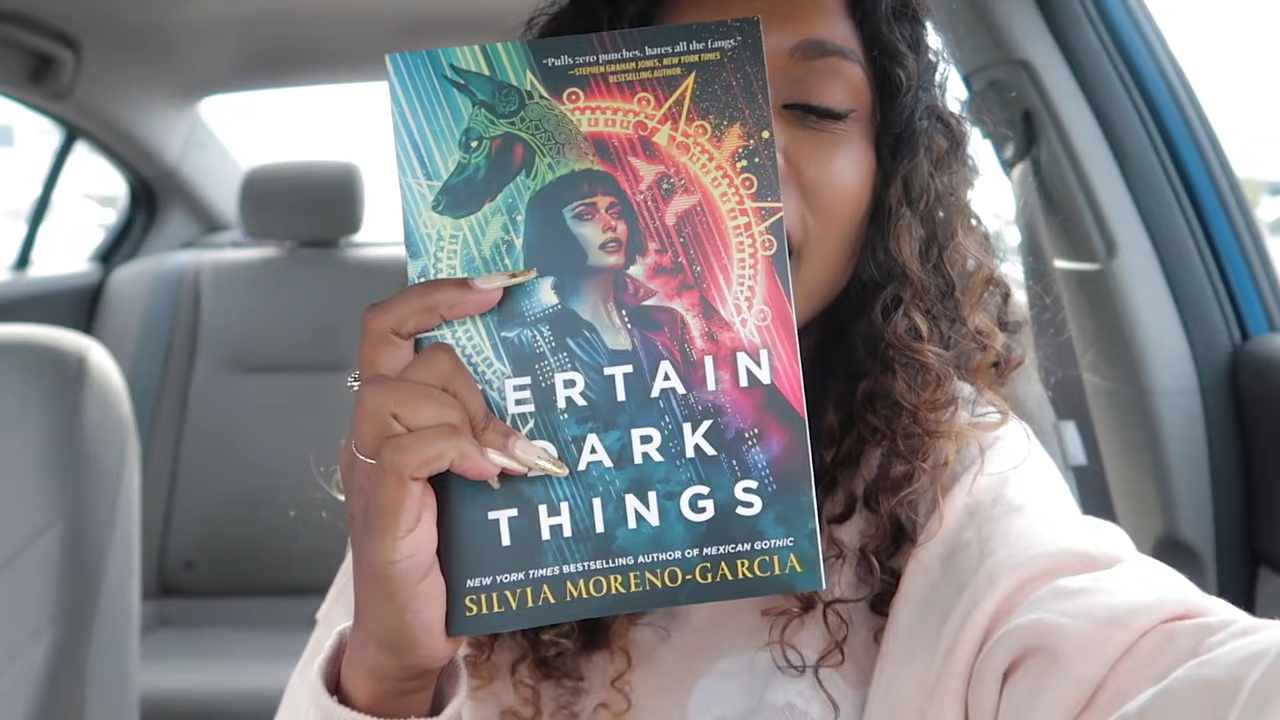 "Pulls zero punches, bares all the fangs."
—STEPHEN GRAHAM JONES, NEW YORK TIMES
BESTSELLING AUTHOR
ERTAIN
DARK
THINGS
NEW YORK TIMES BESTSELLING AUTHOR OF MEXICAN GOTHIC
SILVIA MORENO-GARCIA